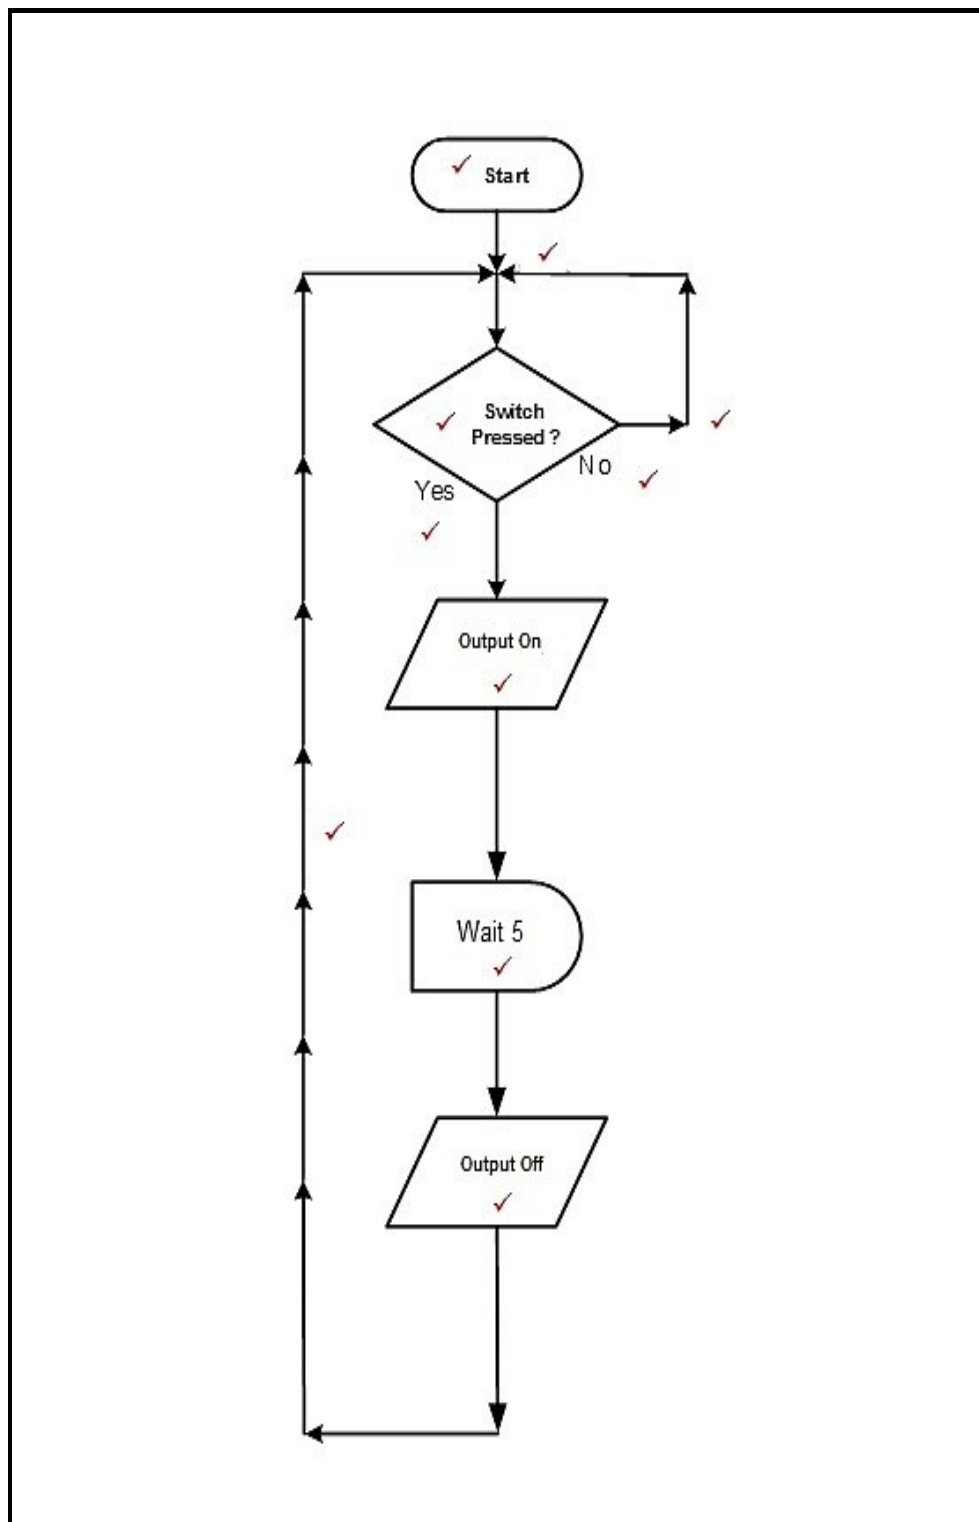 Start
Switch
Pressed ?
No
Yes
Output On
Wait 5
Output Off